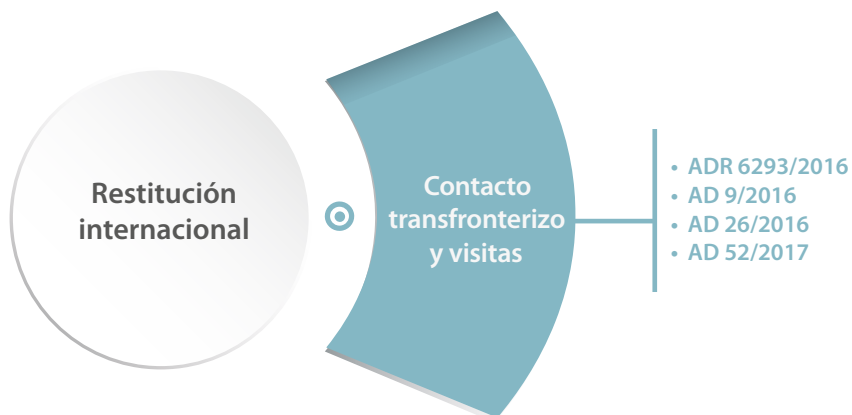 Restitución
internacional
Contacto
transfronterizo
y visitas
• ADR 6293/2016
• AD 9/2016
• AD 26/2016
• AD 52/2017